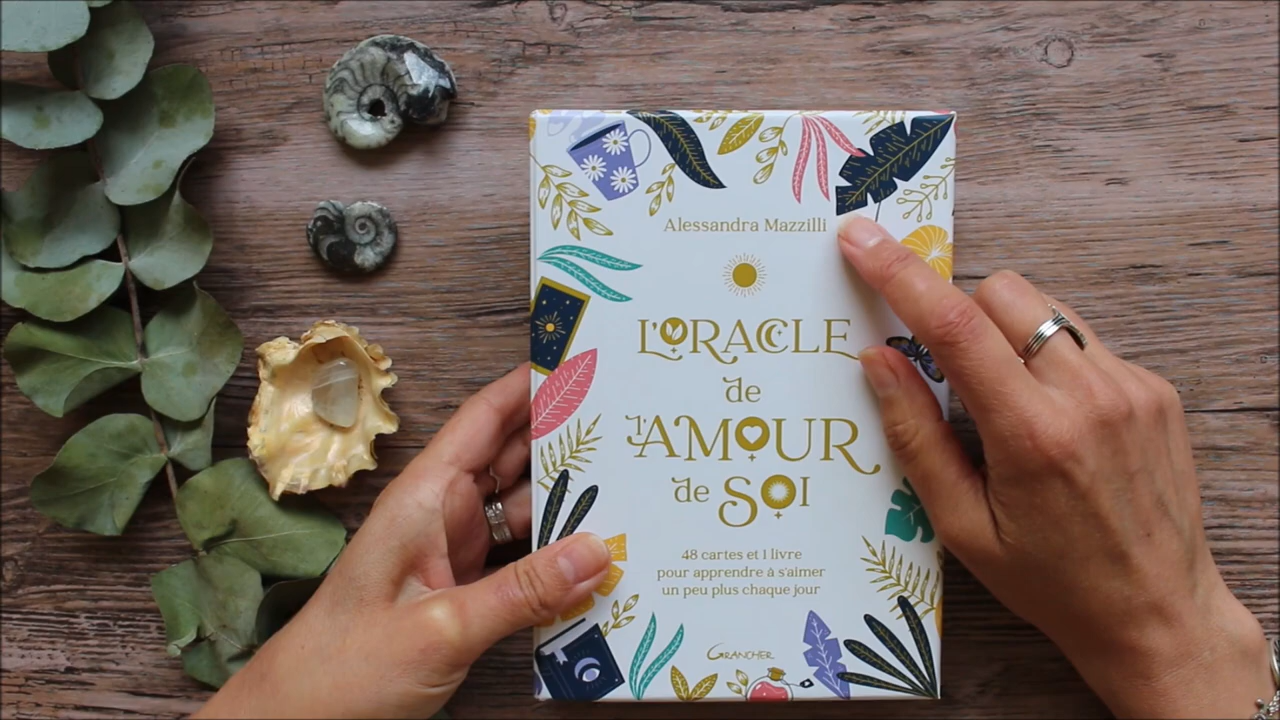 Alessandra Mazzilli
L'ORACLE
de
l'AMOUR
de SOI
48 cartes et 1 livre
pour apprendre à s'aimer
un peu plus chaque jour
GRANCHER